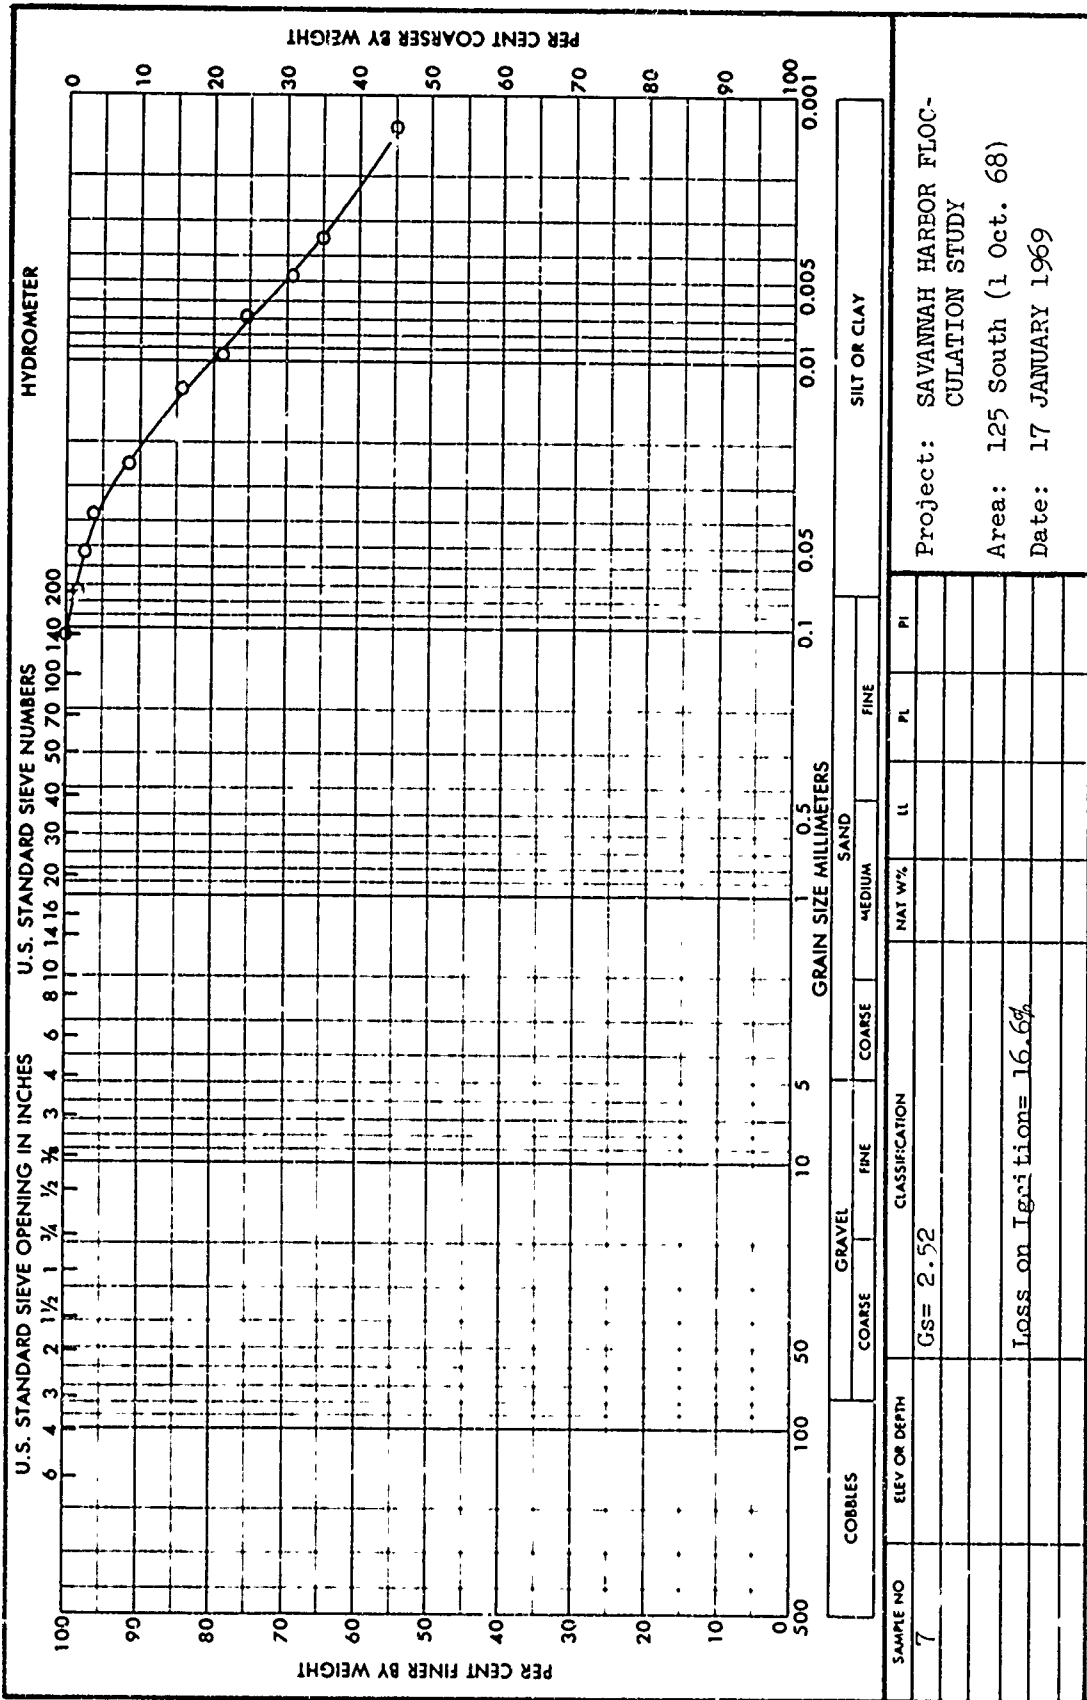 U.S. STANDARD SIEVE OPENING IN INCHES
U.S. STANDARD SIEVE NUMBERS
HYDROMETER
6 4 3 2 1½ 1 ¾ ½ ⅜ 3 4 6 8 10 14 16 20 30 40 50 70 100 140 200
PER CENT FINER BY WEIGHT
100
90
80
70
60
50
40
30
20
10
0
PER CENT COARSER BY WEIGHT
0
10
20
30
40
50
60
70
80
90
100
500 100 50 10 5 1 0.5 0.1 0.05 0.01 0.005 0.001
GRAIN SIZE MILLIMETERS
COBBLES GRAVEL SAND SILT OR CLAY
COARSE FINE COARSE MEDIUM FINE
SAMPLE NO ELEV OR DEPTH CLASSIFICATION NAT W% LL PL PI
7 Gs= 2.52
Loss on Ignition= 16.6%
Project: SAVANNAH HARBOR FLOC-
CULATION STUDY
Area: 125 South (1 Oct. 68)
Date: 17 JANUARY 1969